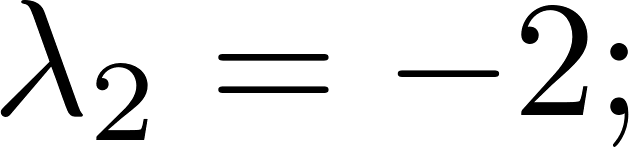 λ₂ = −2;